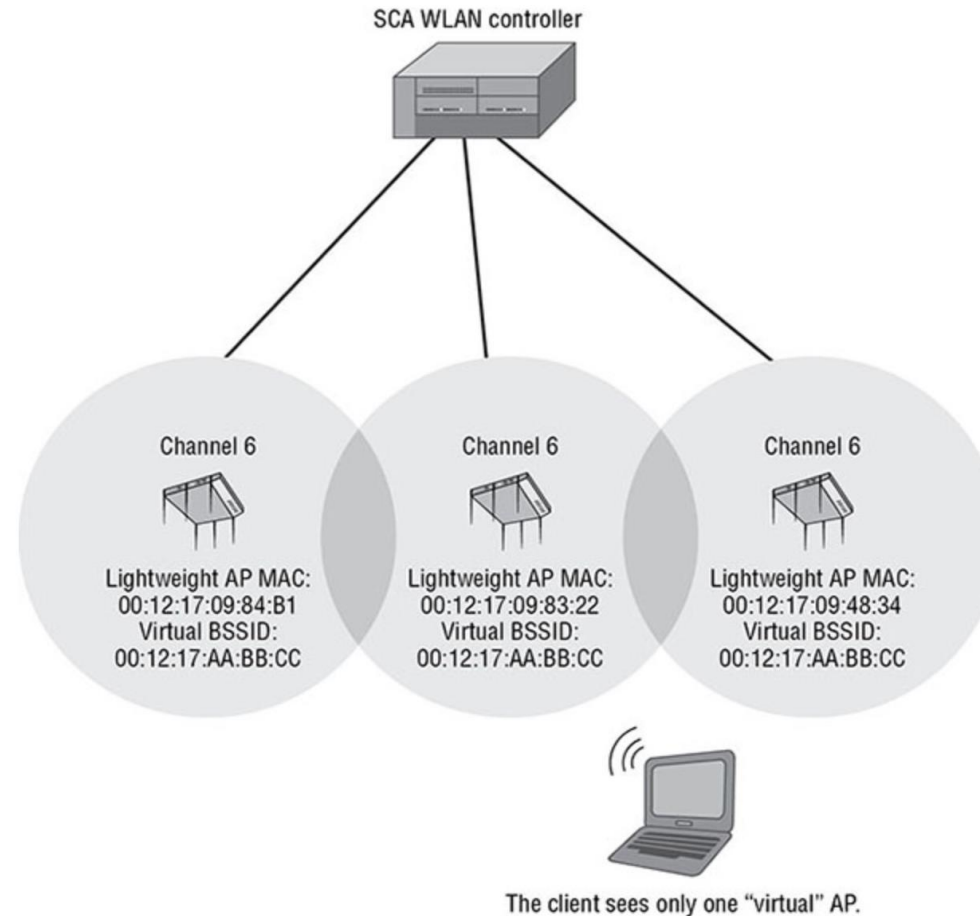 SCA WLAN controller
Channel 6
Lightweight AP MAC:
00:12:17:09:84:B1
Virtual BSSID:
00:12:17:AA:BB:CC
Channel 6
Lightweight AP MAC:
00:12:17:09:83:22
Virtual BSSID:
00:12:17:AA:BB:CC
Channel 6
Lightweight AP MAC:
00:12:17:09:48:34
Virtual BSSID:
00:12:17:AA:BB:CC
The client sees only one “virtual” AP.